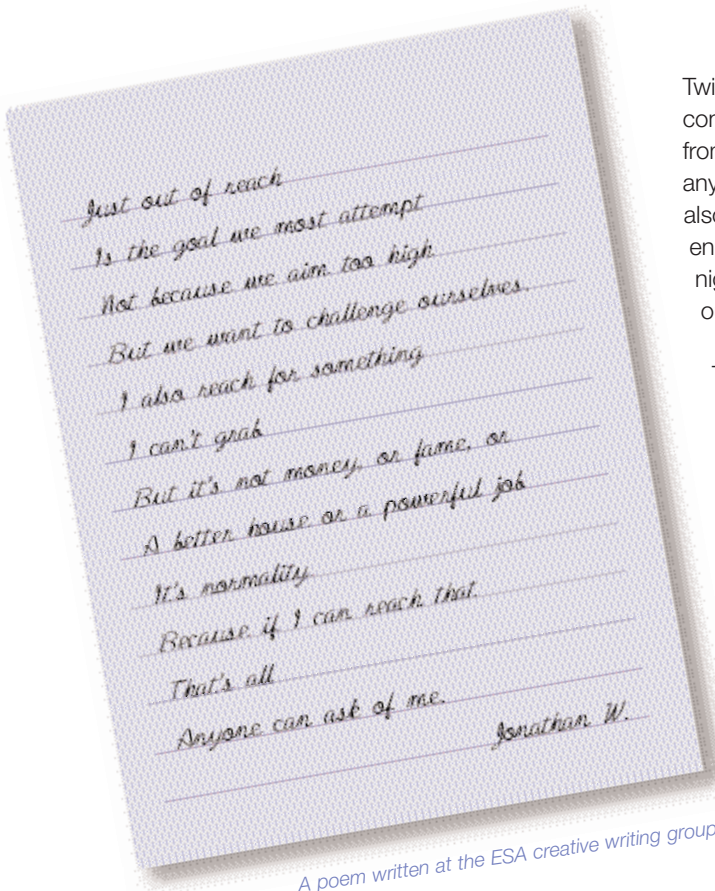 Just out of reach
Is the goal we most attempt
Not because we aim too high
But we want to challenge ourselves.
I also reach for something
I can't grab
But it's not money, or fame, or
A better house or a powerful job
It's normality
Because if I can reach that
That's all
Anyone can ask of me.
Jonathan W.
A poem written at the ESA creative writing group